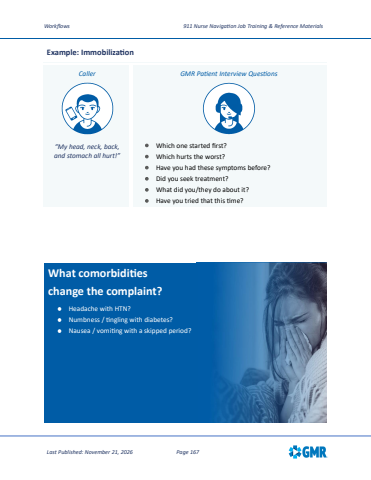 Workflows
911 Nurse Navigation Job Training & Reference Materials
Example: Immobilization
Caller
GMR Patient Interview Questions
"My head, neck, back,
and stomach all hurt!"
Which one started first?
Which hurts the worst?
Have you had these symptoms before?
Did you seek treatment?
What did you/they do about it?
Have you tried that this time?
What comorbidities
change the complaint?
Headache with HTN?
Numbness / tingling with diabetes?
Nausea / vomiting with a skipped period?
Last Published: November 21, 2026
Page 167
GMR